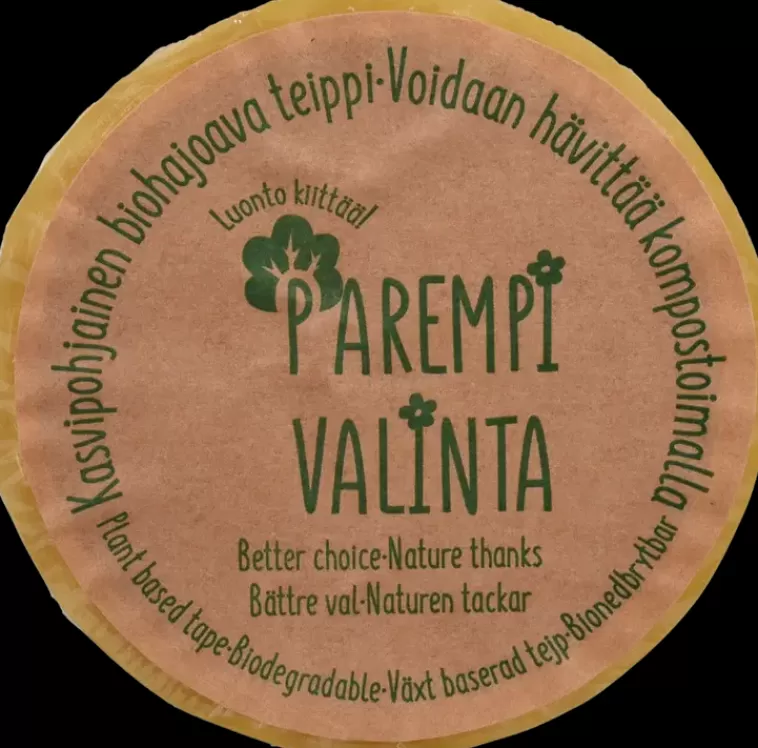 Kasvipohjainen biohajoava teippi·Voidaan hävittää kompostoimalla
Luonto kiittää!
PAREMPI
VALINTA
Better choice·Nature thanks
Bättre val·Naturen tackar
Plant based tape·Biodegradable·Växt baserad tejp·Bionedbrytbar